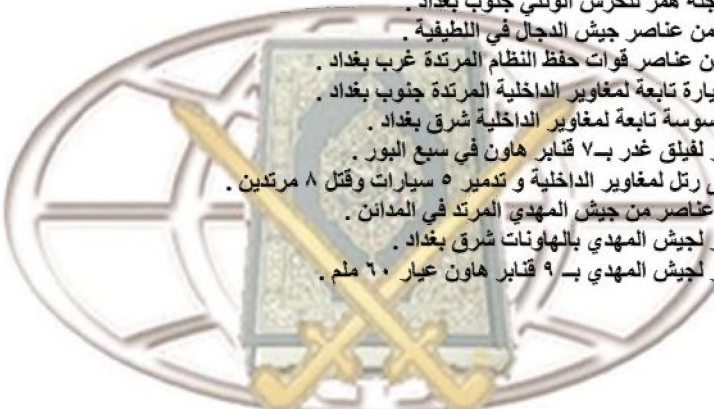 همر للحرس الوثني جنوب بغداد .
من عناصر جيش الدجال في اللطيفية .
عناصر قوات حفظ النظام المرتدة غرب بغداد .
تابعة لمغاوير الداخلية المرتدة جنوب بغداد .
تابعة لمغاوير الداخلية شرق بغداد .
لفيلق غدر بــ٧ قنابر هاون في سبع البور .
رتل لمغاوير الداخلية و تدمير ٥ سيارات وقتل ٨ مرتدين .
عناصر من جيش المهدي المرتد في المدائن .
لجيش المهدي بالهاونات شرق بغداد .
لجيش المهدي بــ ٩ قنابر هاون عيار ٦٠ ملم .